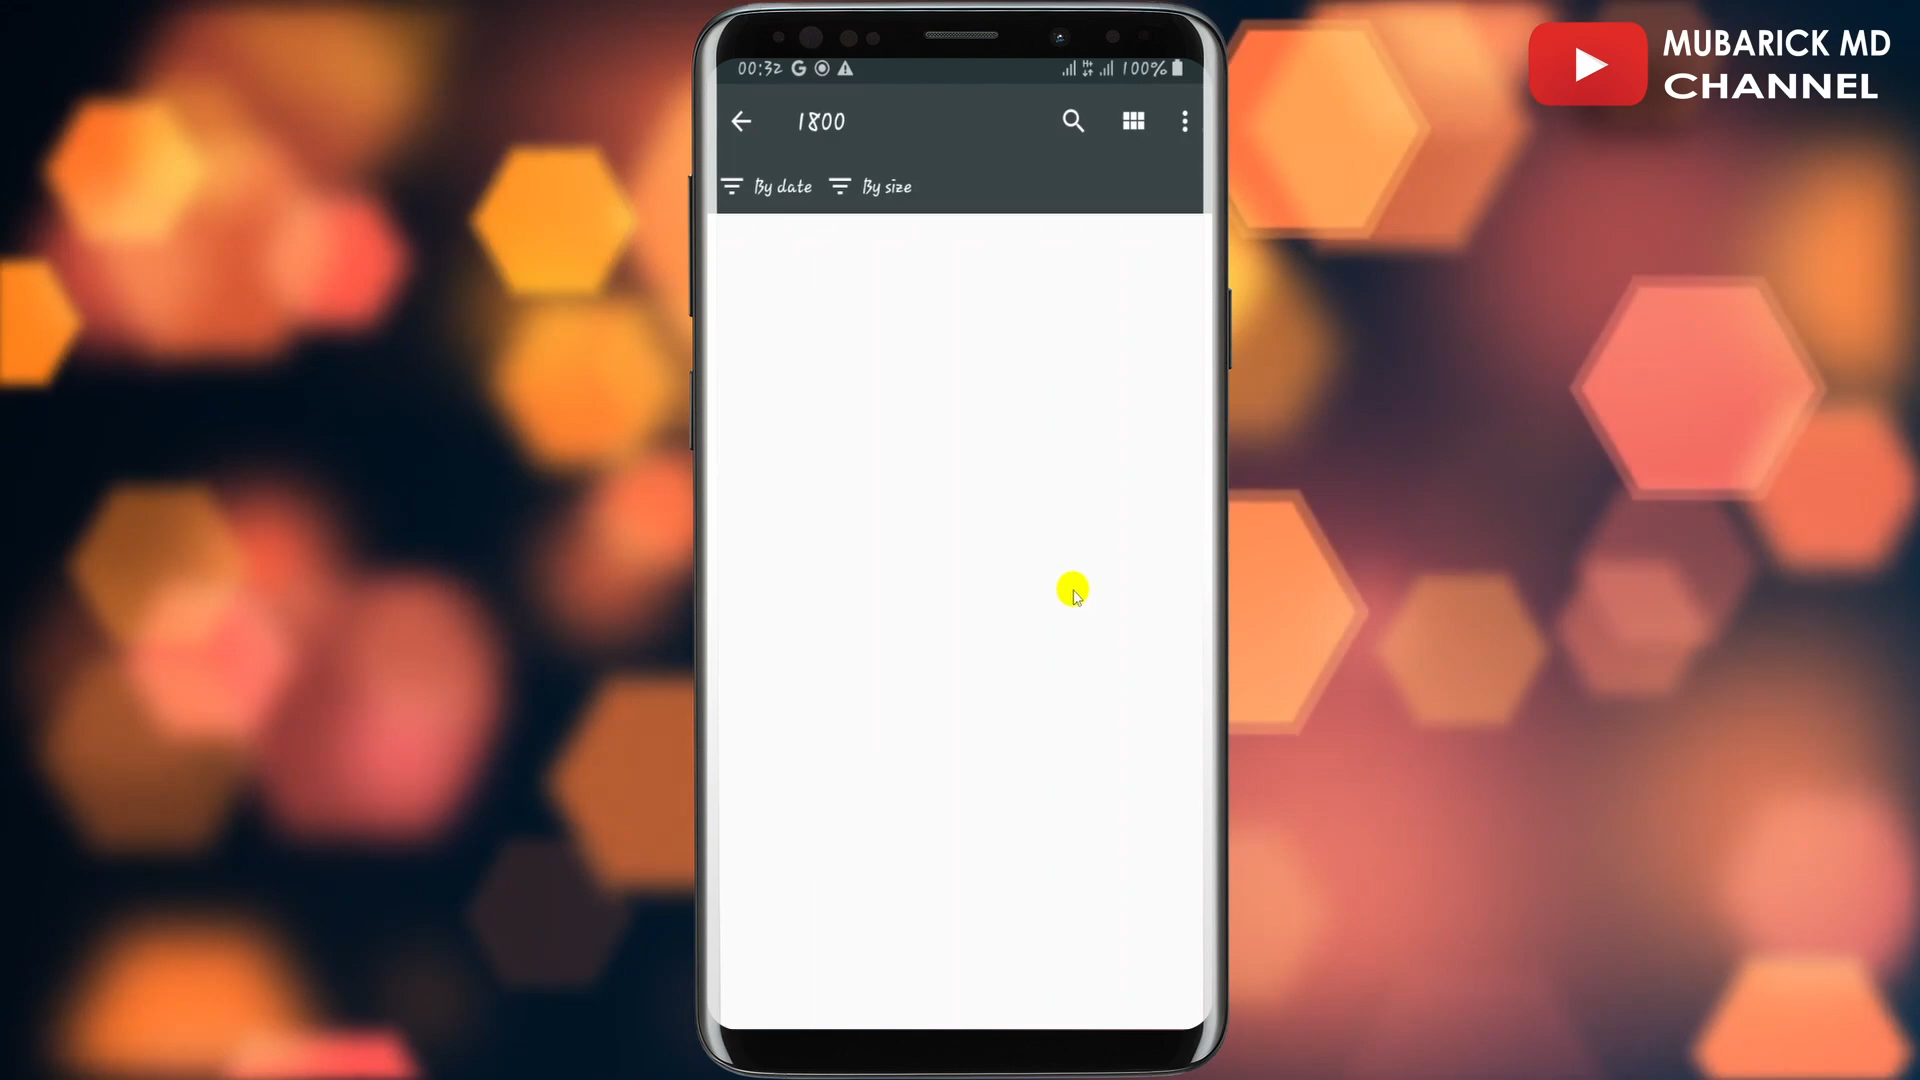 MUBARICK MD
CHANNEL
00:32 G 100%
1800
By date By size